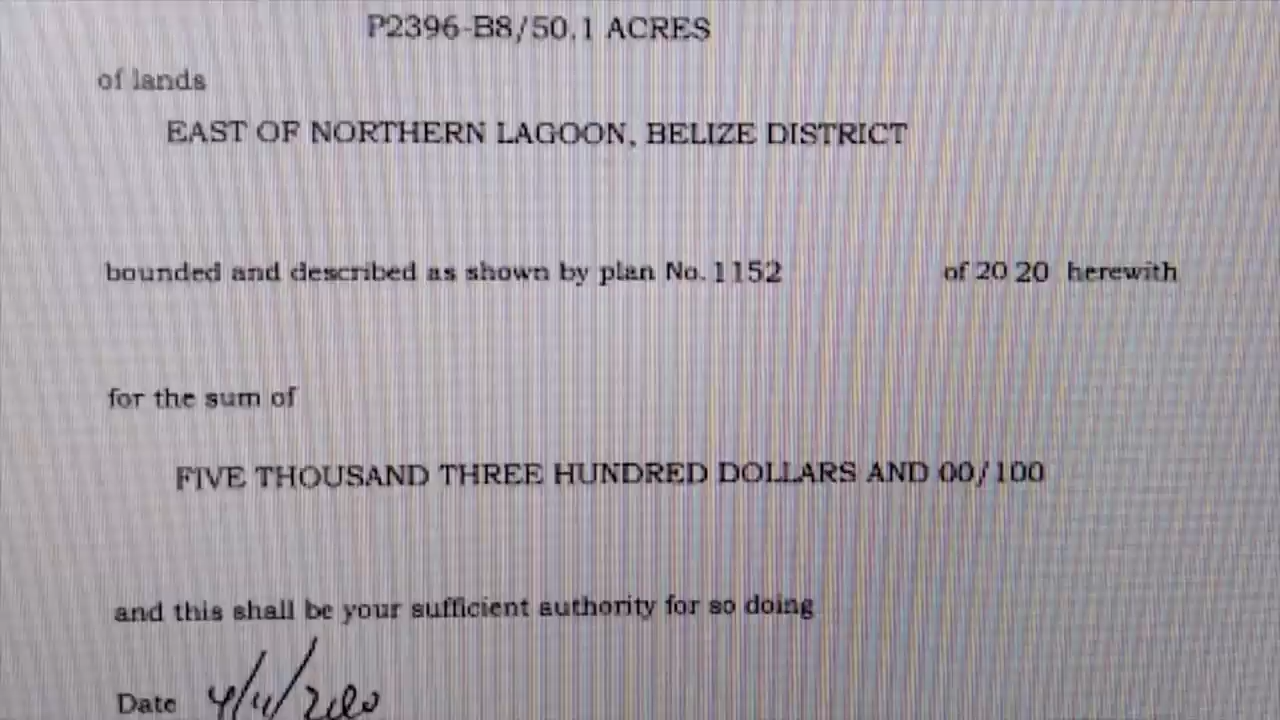 P2396-B8/50.1 ACRES
of lands
EAST OF NORTHERN LAGOON, BELIZE DISTRICT
bounded and described as shown by plan No. 1152 of 20 20 herewith
for the sum of
FIVE THOUSAND THREE HUNDRED DOLLARS AND 00/100
and this shall be your sufficient authority for so doing
Date